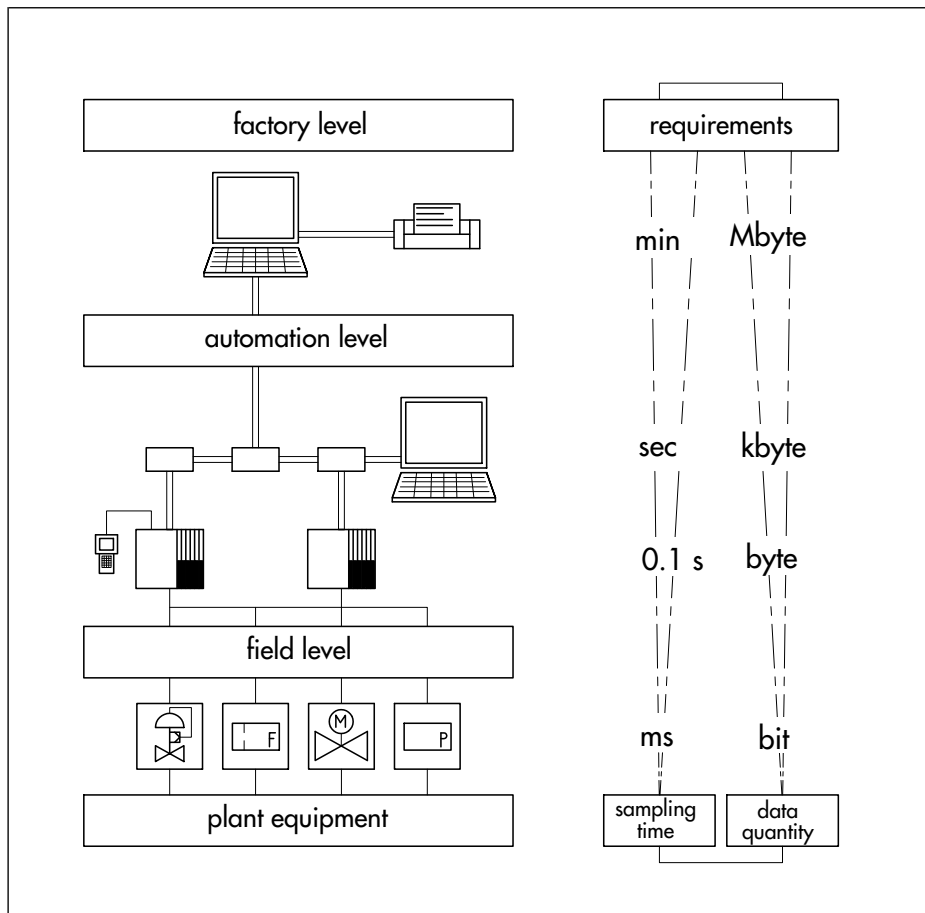 factory level
requirements
min
Mbyte
automation level
sec
kbyte
0.1 s
byte
field level
F
M
P
ms
bit
plant equipment
sampling
time
data
quantity